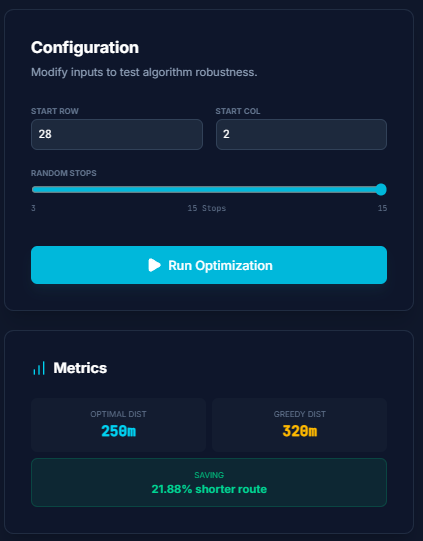 Configuration
Modify inputs to test algorithm robustness.
START ROW START COL
28 2
RANDOM STOPS
3 15 Stops 15
Run Optimization
Metrics
OPTIMAL DIST GREEDY DIST
250m 320m
SAVING
21.88% shorter route